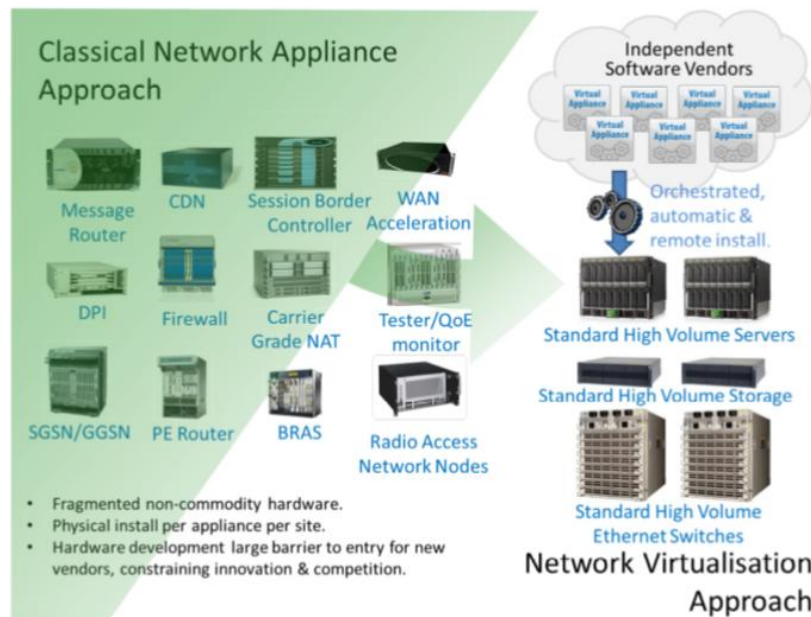 Classical Network Appliance
Approach
Message
Router
CDN
Session Border
Controller
WAN
Acceleration
DPI
Firewall
Carrier
Grade NAT
Tester/QoE
monitor
SGSN/GGSN
PE Router
BRAS
Radio Access
Network Nodes
• Fragmented non-commodity hardware.
• Physical install per appliance per site.
• Hardware development large barrier to entry for new
vendors, constraining innovation & competition.
Independent
Software Vendors
Virtual
Appliance
Virtual
Appliance
Virtual
Appliance
Virtual
Appliance
Virtual
Appliance
Virtual
Appliance
Virtual
Appliance
Orchestrated,
automatic &
remote install.
Standard High Volume Servers
Standard High Volume Storage
Standard High Volume
Ethernet Switches
Network Virtualisation
Approach